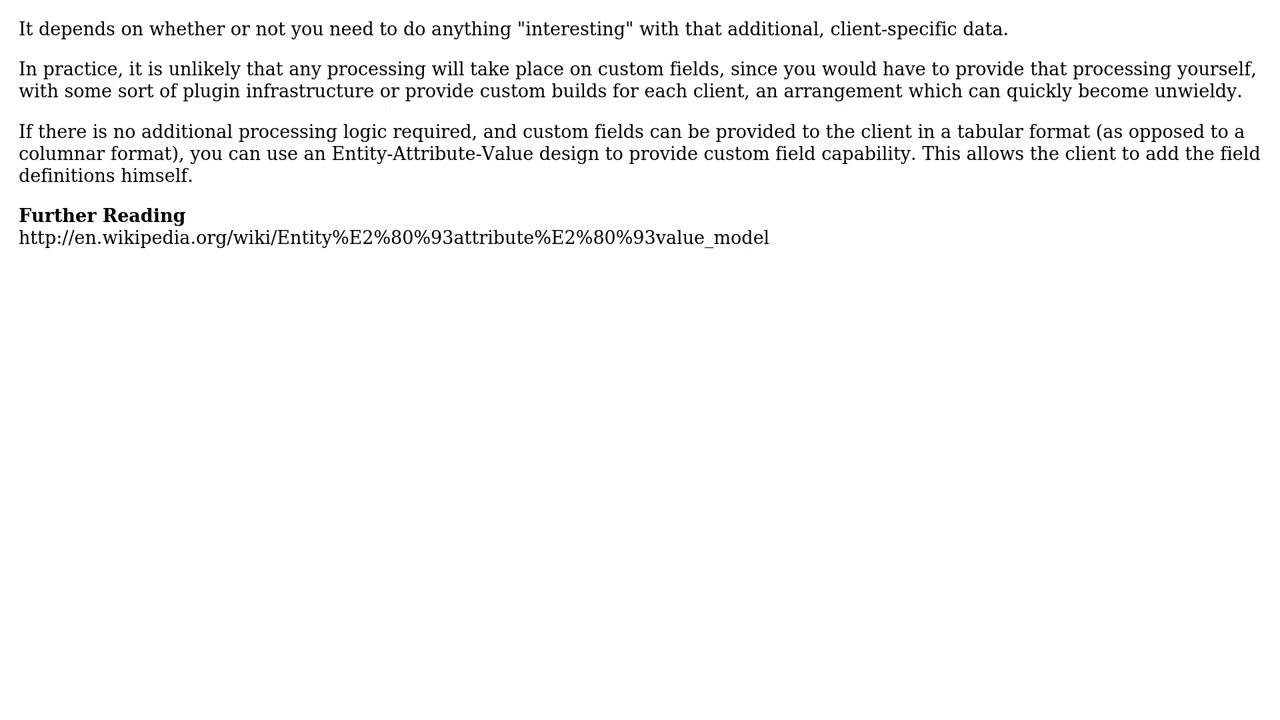 It depends on whether or not you need to do anything "interesting" with that additional, client-specific data.
In practice, it is unlikely that any processing will take place on custom fields, since you would have to provide that processing yourself,
with some sort of plugin infrastructure or provide custom builds for each client, an arrangement which can quickly become unwieldy.
If there is no additional processing logic required, and custom fields can be provided to the client in a tabular format (as opposed to a
columnar format), you can use an Entity-Attribute-Value design to provide custom field capability. This allows the client to add the field
definitions himself.
Further Reading
http://en.wikipedia.org/wiki/Entity%E2%80%93attribute%E2%80%93value_model